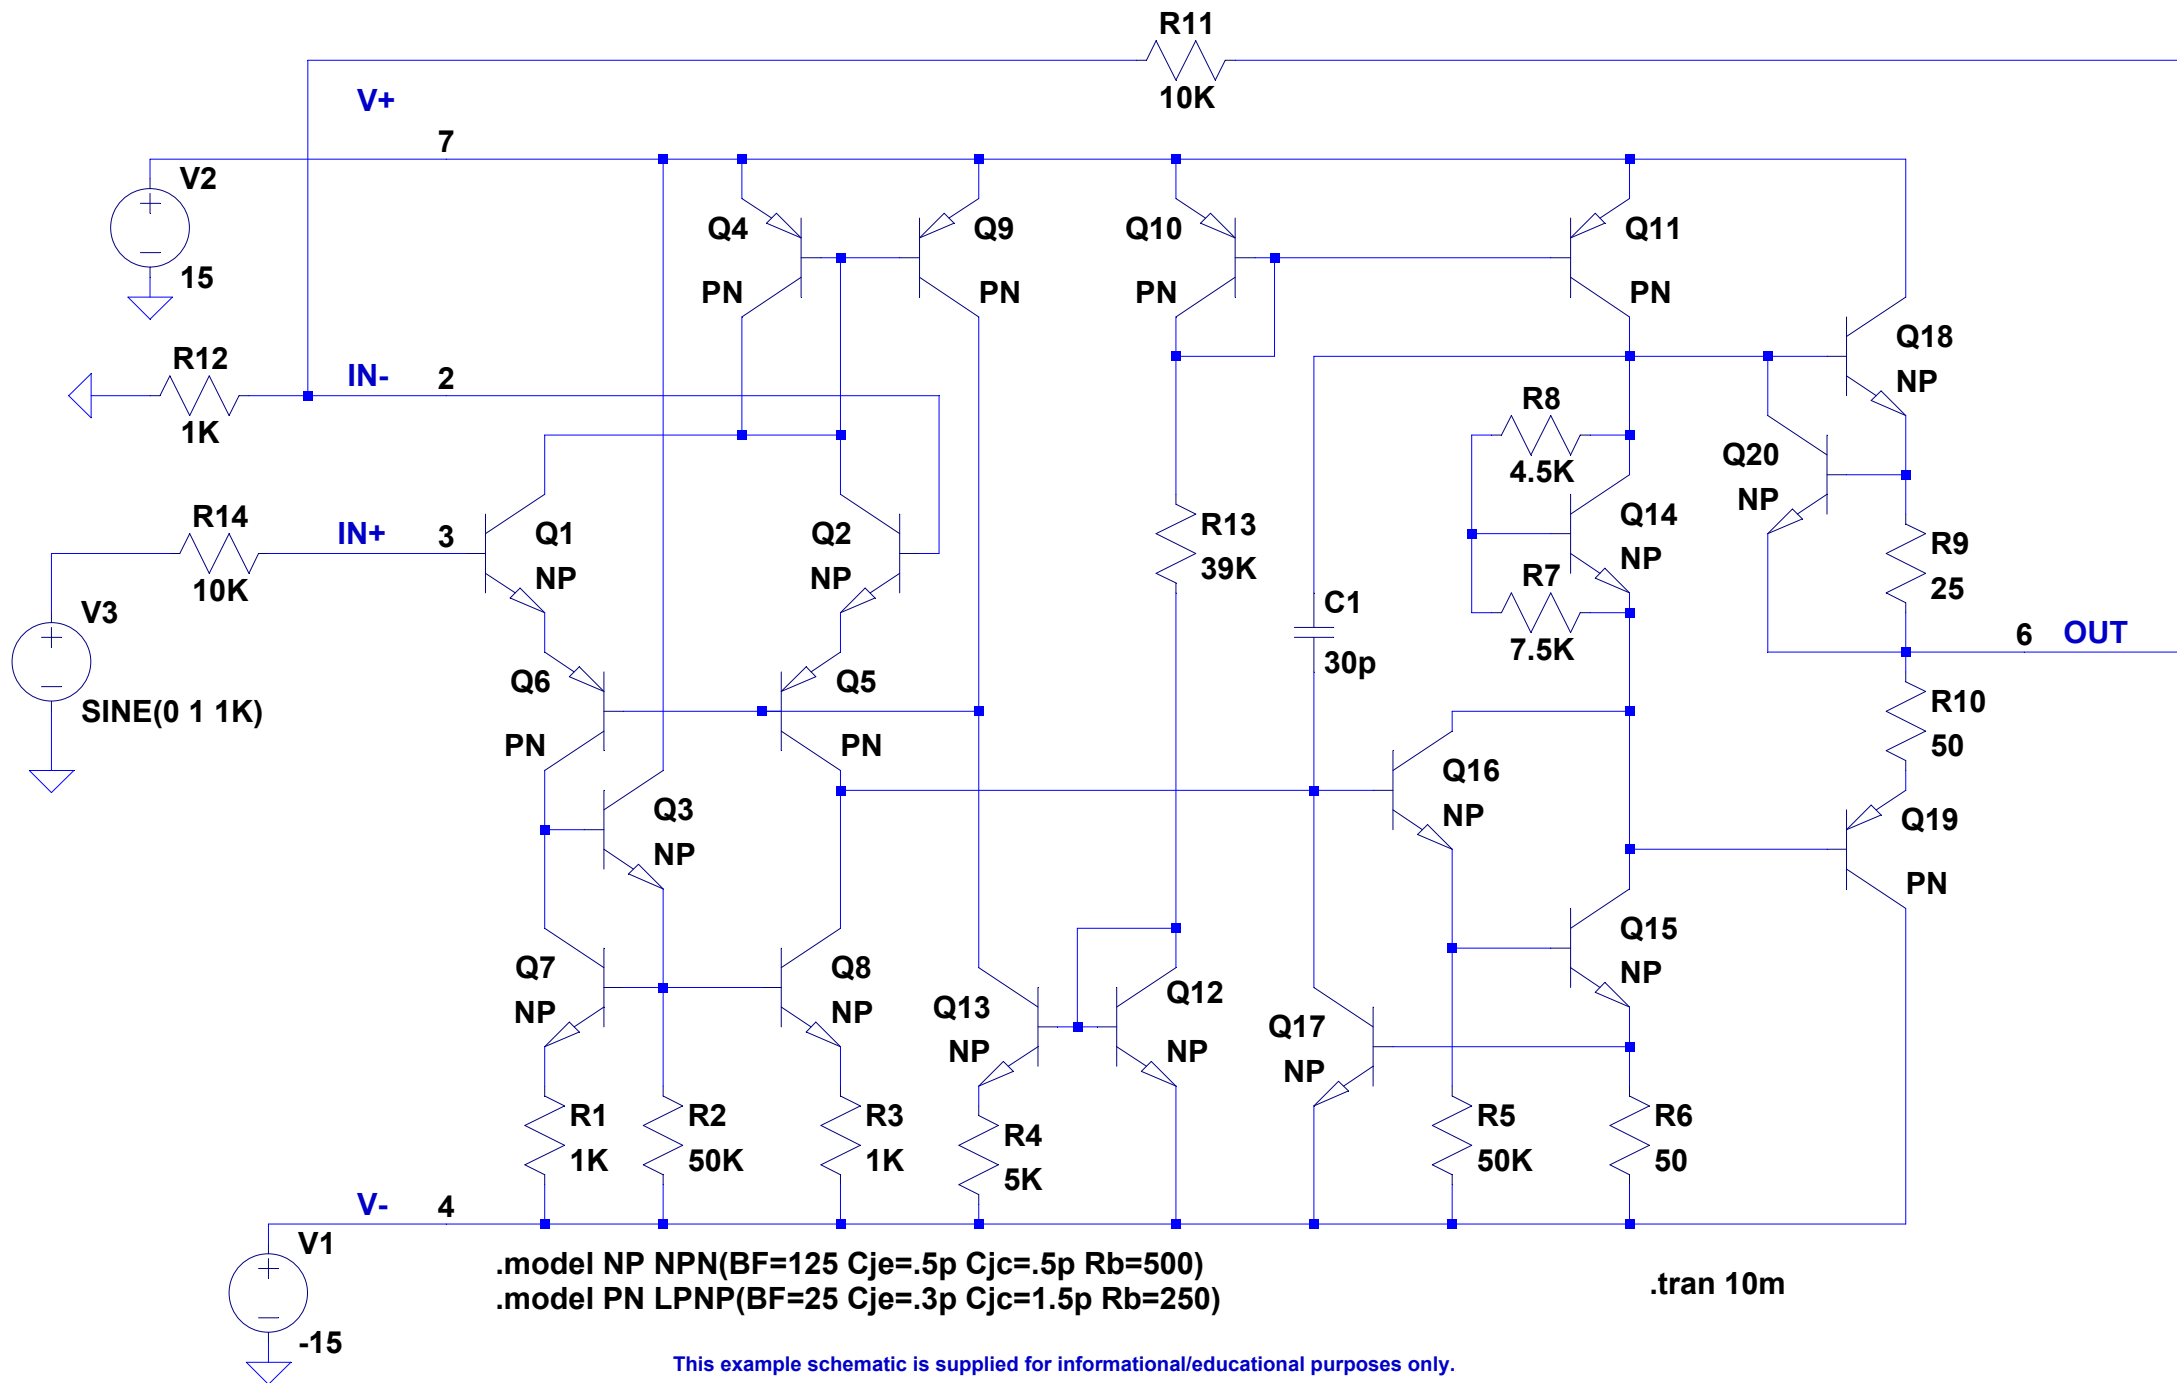 R11
10K
V+
7
V2
15
Q4
PN
Q9
PN
Q10
PN
Q11
PN
Q18
NP
R12
1K
IN-
2
R8
4.5K
Q20
NP
R14
10K
IN+
3
Q1
NP
Q2
NP
R13
39K
Q14
NP
R9
25
V3
SINE(0 1 1K)
C1
30p
R7
7.5K
6
OUT
Q6
PN
Q5
PN
R10
50
Q3
NP
Q16
NP
Q19
PN
Q7
NP
Q8
NP
Q13
NP
Q12
NP
Q17
NP
Q15
NP
R1
1K
R2
50K
R3
1K
R4
5K
R5
50K
R6
50
V-
4
V1
-15
.model NP NPN(BF=125 Cje=.5p Cjc=.5p Rb=500)
.model PN LPNP(BF=25 Cje=.3p Cjc=1.5p Rb=250)
.tran 10m
This example schematic is supplied for informational/educational purposes only.